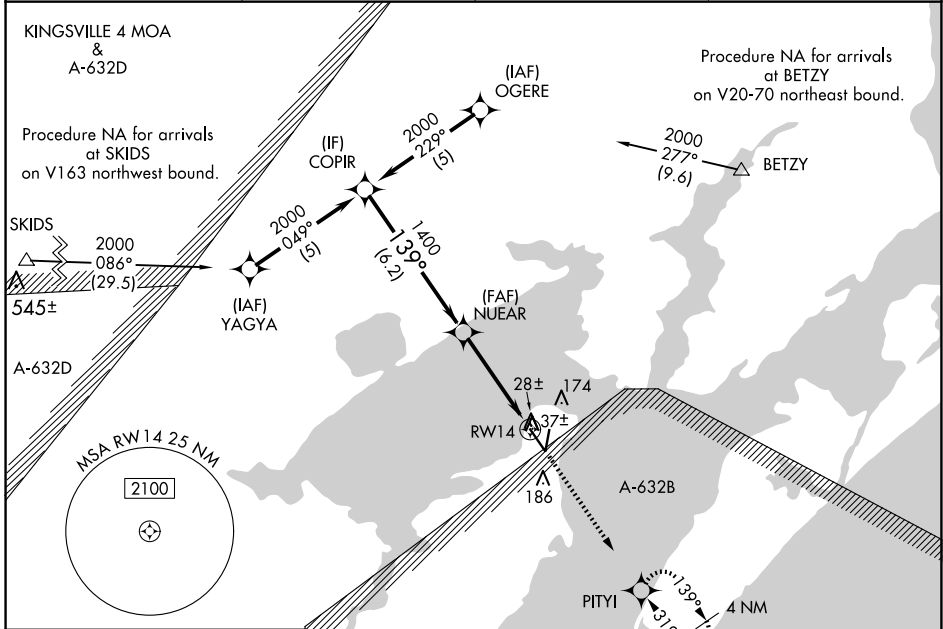 KINGSVILLE 4 MOA
&
A-632D
Procedure NA for arrivals
at SKIDS
on V163 northwest bound.
Procedure NA for arrivals
at BETZY
on V20-70 northeast bound.
(IAF)
OGERE
2000
229°
(5)
(IF)
COPIR
2000
277°
(9.6)
BETZY
SKIDS
2000
086°
(29.5)
545±
2000
049°
(5)
(IAF)
YAGYA
1400
139°
(6.2)
(FAF)
NUEAR
A-632D
28±
174
37±
RW14
186
A-632B
MSA RW14 25 NM
2100
PITYI
139°
4 NM